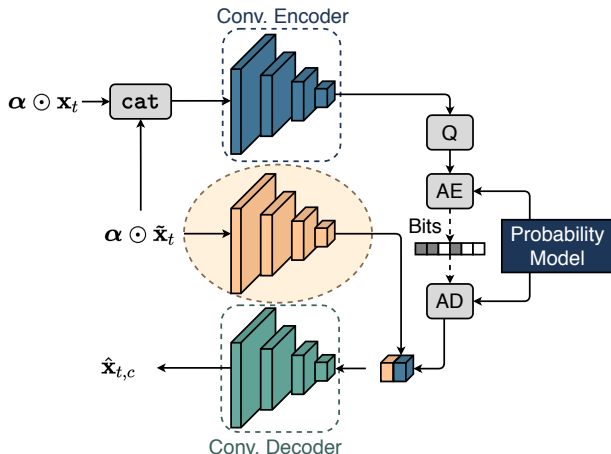 Conv. Encoder
α ⊙ x_t
cat
Q
AE
α ⊙ x̃_t
Bits
Probability
Model
AD
x̂_{t,c}
Conv. Decoder